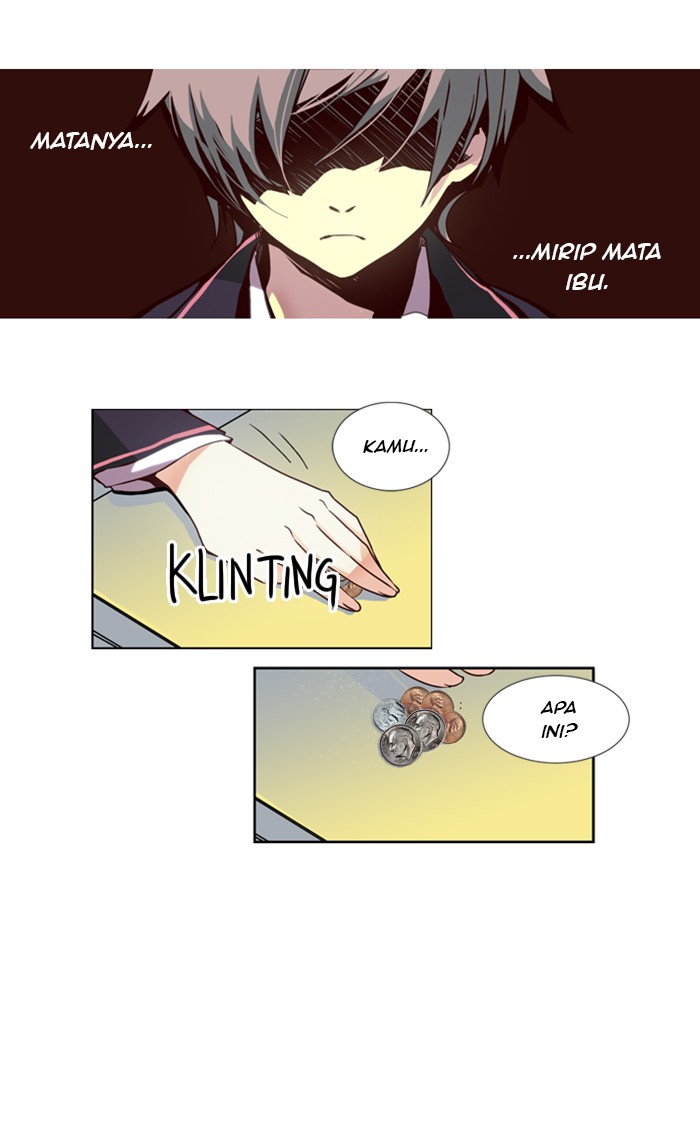 MATANYA...
...MIRIP MATA
IBU.
KAMU...
KLINTING
APA
INI?